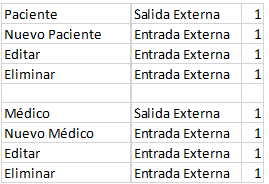 Paciente Salida Externa 1
Nuevo Paciente Entrada Externa 1
Editar Entrada Externa 1
Eliminar Entrada Externa 1
Médico Salida Externa 1
Nuevo Médico Entrada Externa 1
Editar Entrada Externa 1
Eliminar Entrada Externa 1